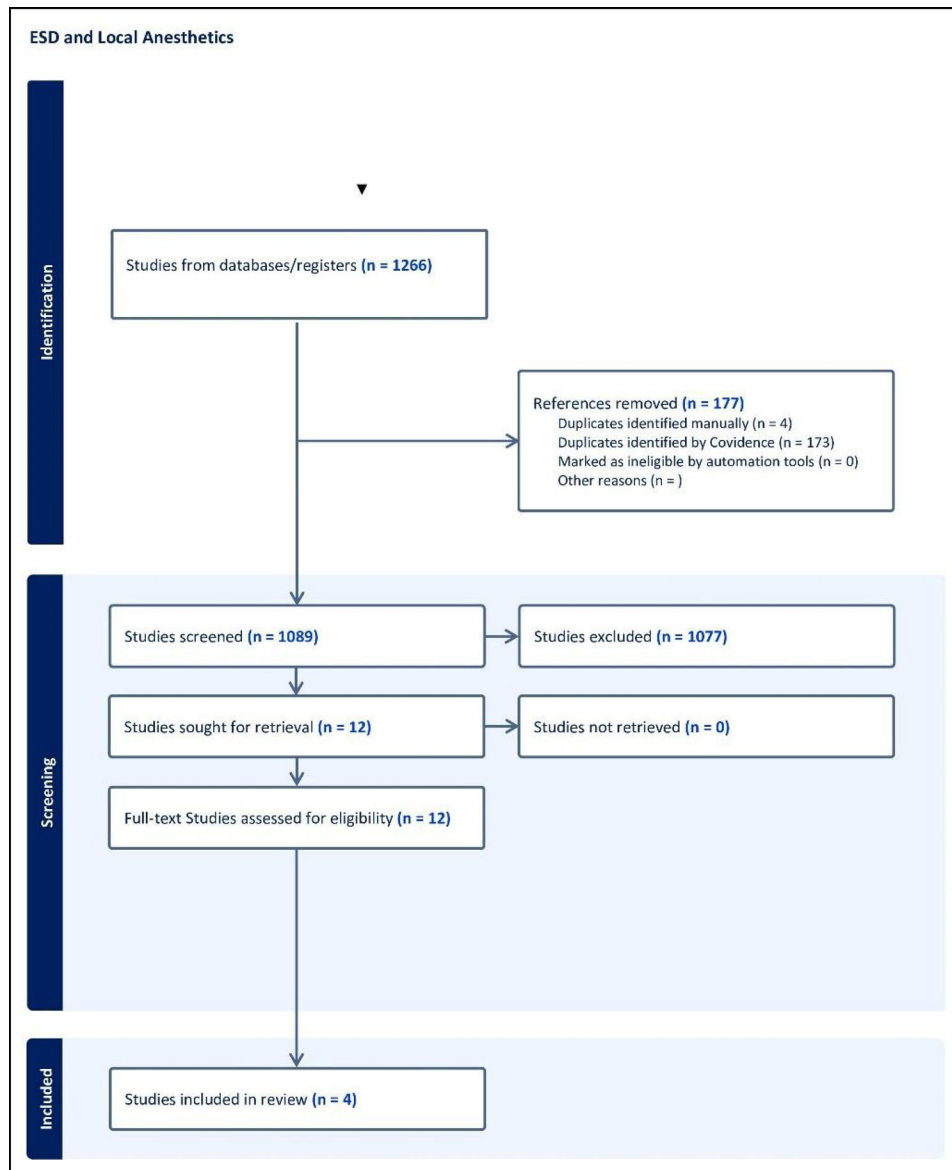 ESD and Local Anesthetics
Identification
Studies from databases/registers (n = 1266)
References removed (n = 177)
Duplicates identified manually (n = 4)
Duplicates identified by Covidence (n = 173)
Marked as ineligible by automation tools (n = 0)
Other reasons (n = )
Screening
Studies screened (n = 1089)
Studies excluded (n = 1077)
Studies sought for retrieval (n = 12)
Studies not retrieved (n = 0)
Full-text Studies assessed for eligibility (n = 12)
Included
Studies included in review (n = 4)